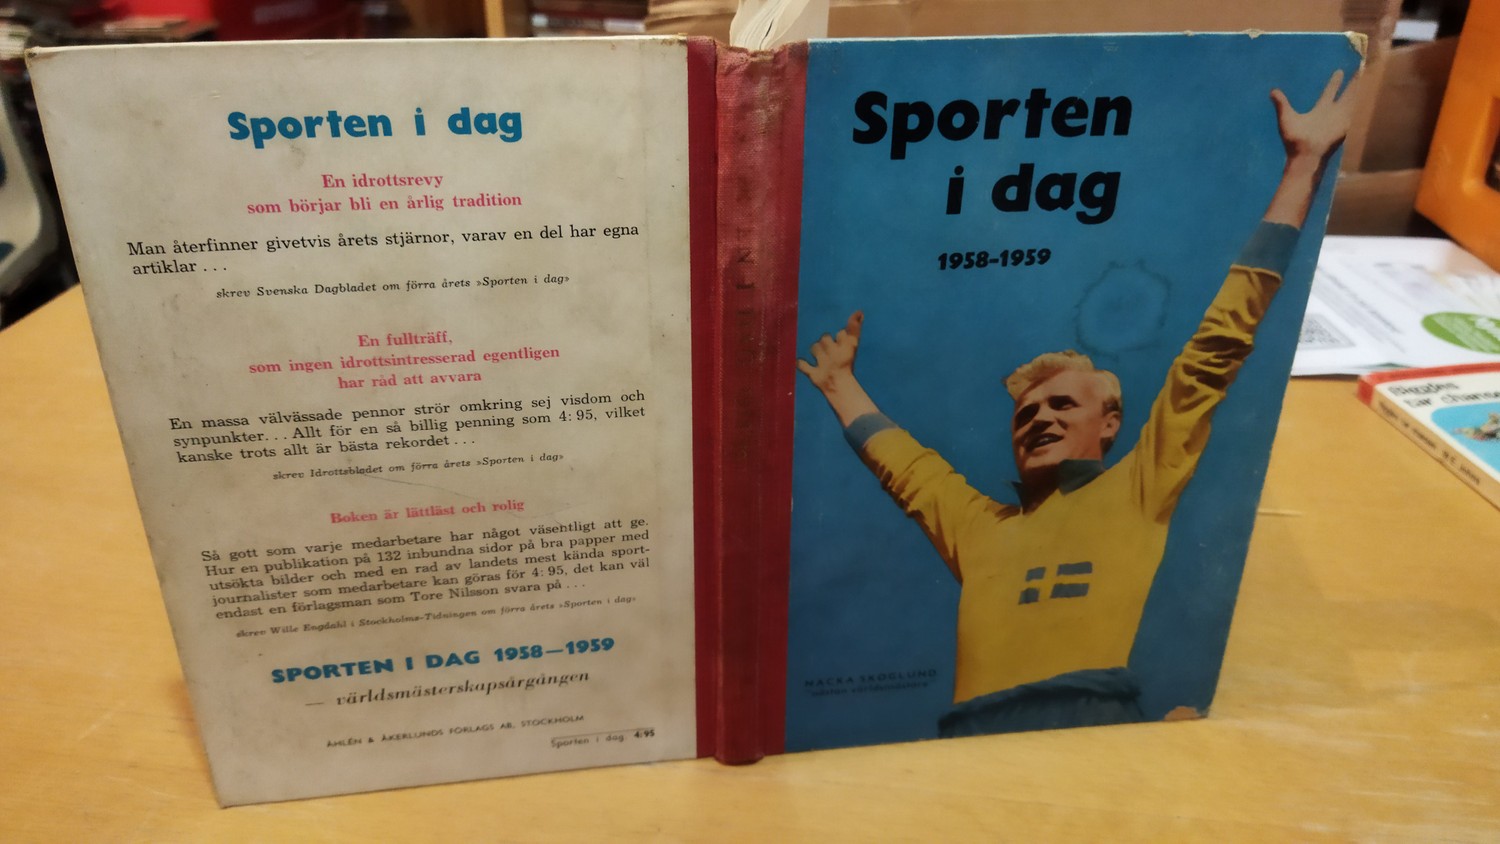 Sporten i dag
En idrottsrevy
som börjar bli en årlig tradition
Man återfinner givetvis årets stjärnor, varav en del har egna
artiklar . . .
skrev Svenska Dagbladet om förra årets »Sporten i dag»
En fullträff,
som ingen idrottsintresserad egentligen
har råd att avvara
En massa välvässade pennor strör omkring sej visdom och
synpunkter. . . Allt för en så billig penning som 4: 95, vilket
kanske trots allt är bästa rekordet . . .
skrev Idrottsbladet om förra årets »Sporten i dag»
Boken är lättläst och rolig
Så gott som varje medarbetare har något väsentligt att ge.
Hur en publikation på 132 inbundna sidor på bra papper med
utsökta bilder och med en rad av landets mest kända sport-
journalister som medarbetare kan göras för 4: 95, det kan väl
endast en förlagsman som Tore Nilsson svara på . . .
skrev Wille Engdahl i Stockholms-Tidningen om förra årets »Sporten i dag»
SPORTEN I DAG 1958—1959
— världsmästerskapsårgången
ÅHLÉN & ÅKERLUNDS FÖRLAGS AB, STOCKHOLM
Sporten i dag 4:95
Sporten
i dag
1958-1959
NACKA SKOGLUND
Biggles
tar chansen